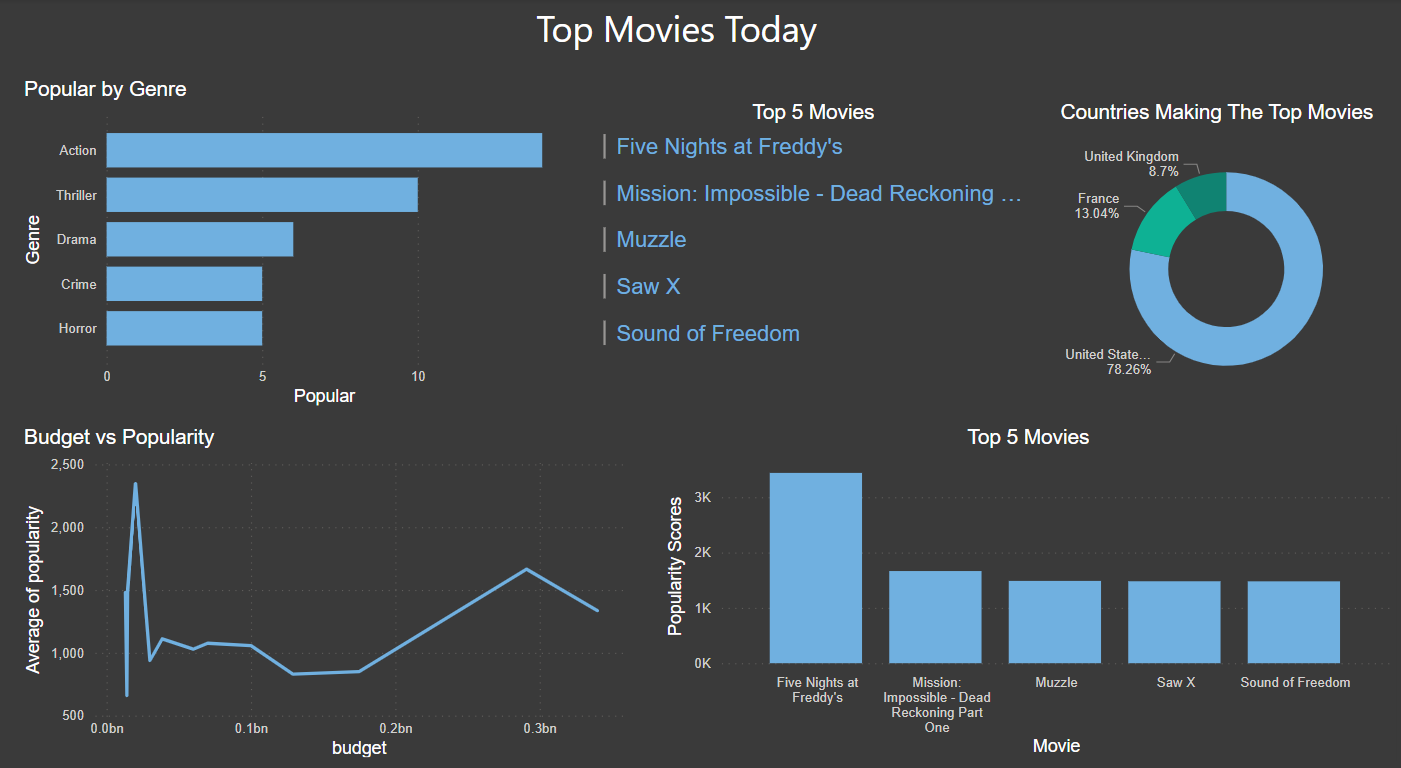 Top Movies Today
Popular by Genre
Genre
Action
Thriller
Drama
Crime
Horror
0 5 10
Popular
Top 5 Movies
Five Nights at Freddy's
Mission: Impossible - Dead Reckoning …
Muzzle
Saw X
Sound of Freedom
Countries Making The Top Movies
United Kingdom
8.7%
France
13.04%
United State...
78.26%
Budget vs Popularity
Average of popularity
2,500
2,000
1,500
1,000
500
0.0bn 0.1bn 0.2bn 0.3bn
budget
Top 5 Movies
Popularity Scores
3K
2K
1K
0K
Five Nights at
Freddy's
Mission:
Impossible - Dead
Reckoning Part
One
Muzzle
Saw X
Sound of Freedom
Movie